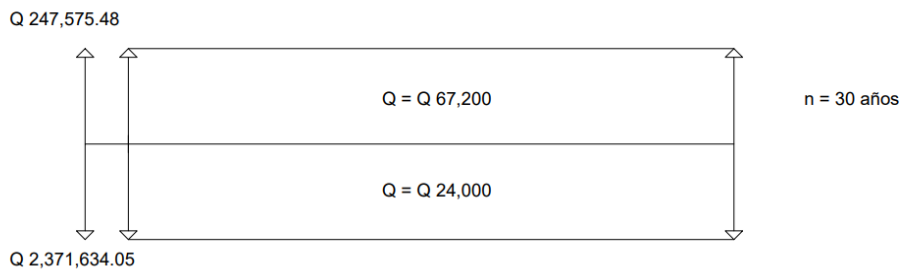 Q 247,575.48
Q = Q 67,200
n = 30 años
Q = Q 24,000
Q 2,371,634.05